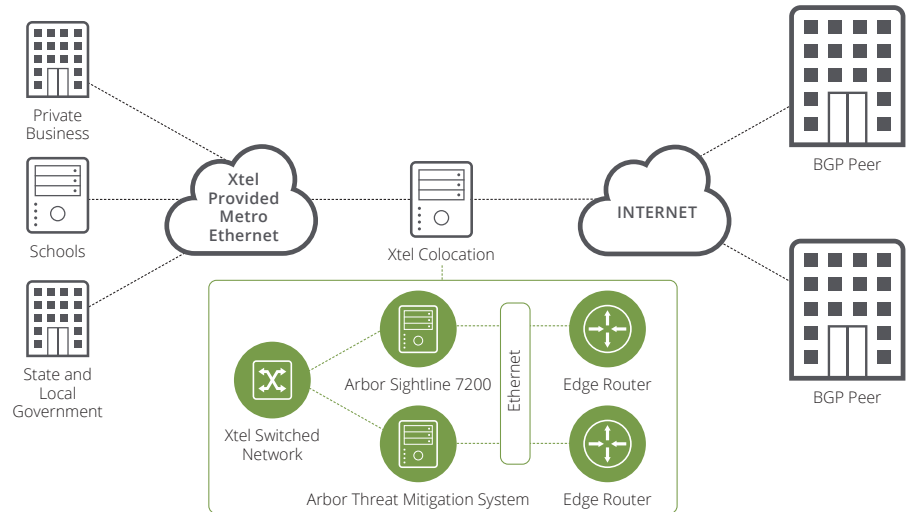 Private
Business
Schools
State and
Local
Government
Xtel
Provided
Metro
Ethernet
Xtel Colocation
INTERNET
BGP Peer
BGP Peer
Xtel Switched
Network
Arbor Sightline 7200
Arbor Threat Mitigation System
Ethernet
Edge Router
Edge Router